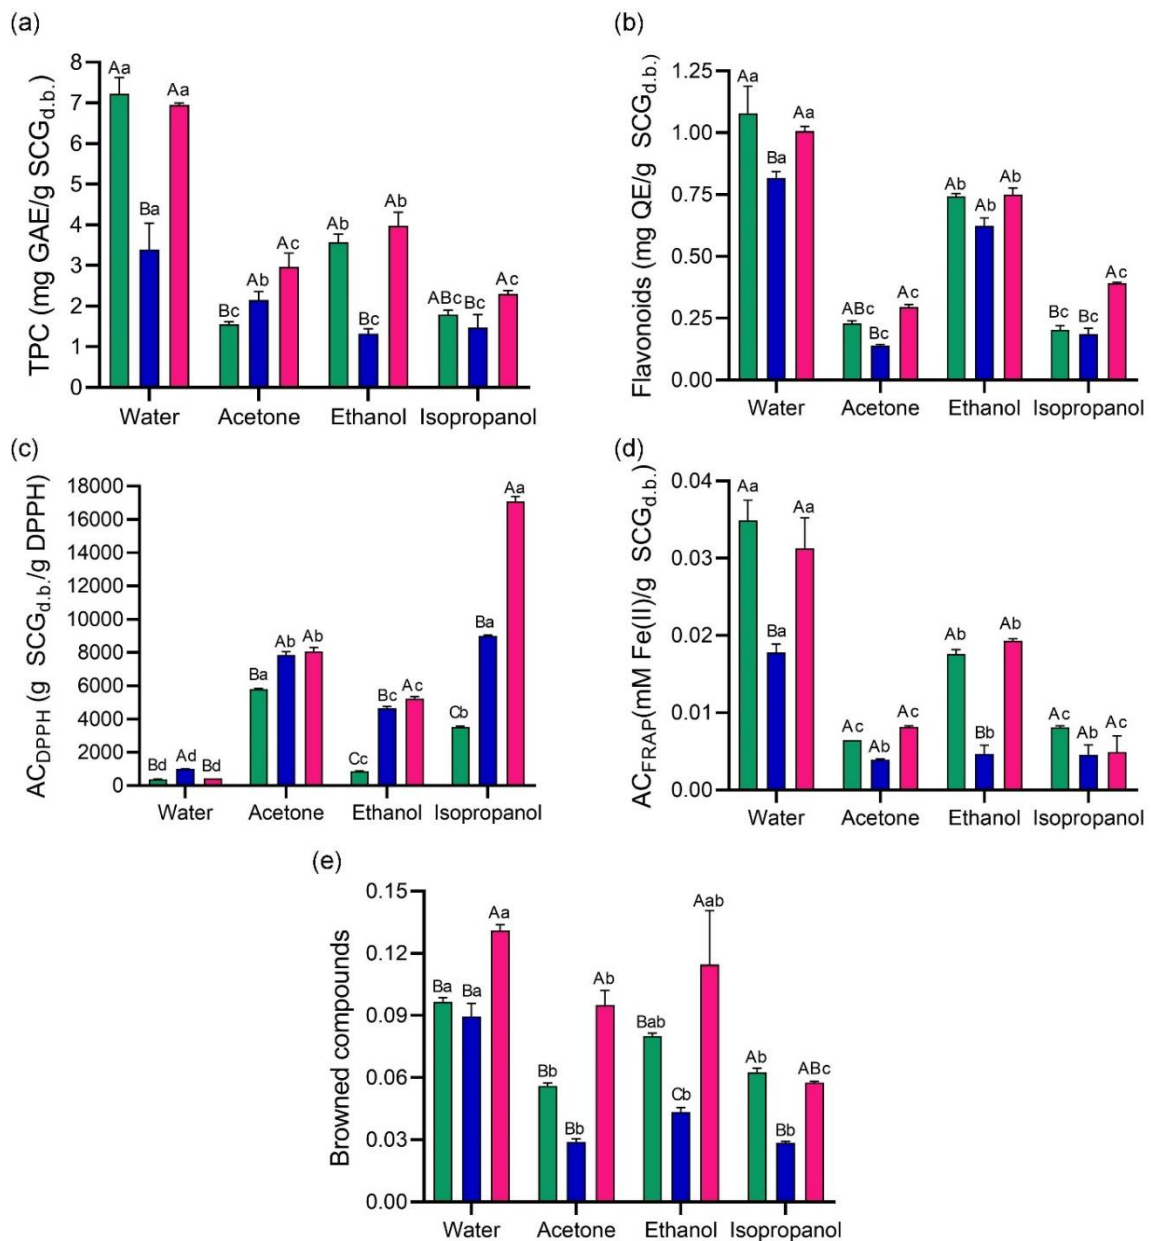 (a)
TPC (mg GAE/g SCGd.b.)
8
7
6
5
4
3
2
1
0
Aa Ba Aa
Bc Ab Ac
Ab Bc Ab
ABc Bc Ac
Water Acetone Ethanol Isopropanol
(b)
Flavonoids (mg QE/g SCGd.b.)
1.25
1.00
0.75
0.50
0.25
0.00
Aa Ba Aa
ABc Bc Ac
Ab Ab Ab
Bc Bc Ac
Water Acetone Ethanol Isopropanol
(c)
ACDPPH (g SCGd.b./g DPPH)
18000
16000
14000
12000
10000
8000
6000
4000
2000
0
Bd Ad Bd
Ba Ab Ab
Cc Bc Ac
Cb Ba Aa
Water Acetone Ethanol Isopropanol
(d)
ACFRAP(mM Fe(II)/g SCGd.b.)
0.04
0.03
0.02
0.01
0.00
Aa Ba Aa
Ac Ab Ac
Ab Bb Ab
Ac Ab Ac
Water Acetone Ethanol Isopropanol
(e)
Browned compounds
0.15
0.12
0.09
0.06
0.03
0.00
Ba Ba Aa
Bb Bb Ab
Bab Cb Aab
Ab Bb ABc
Water Acetone Ethanol Isopropanol